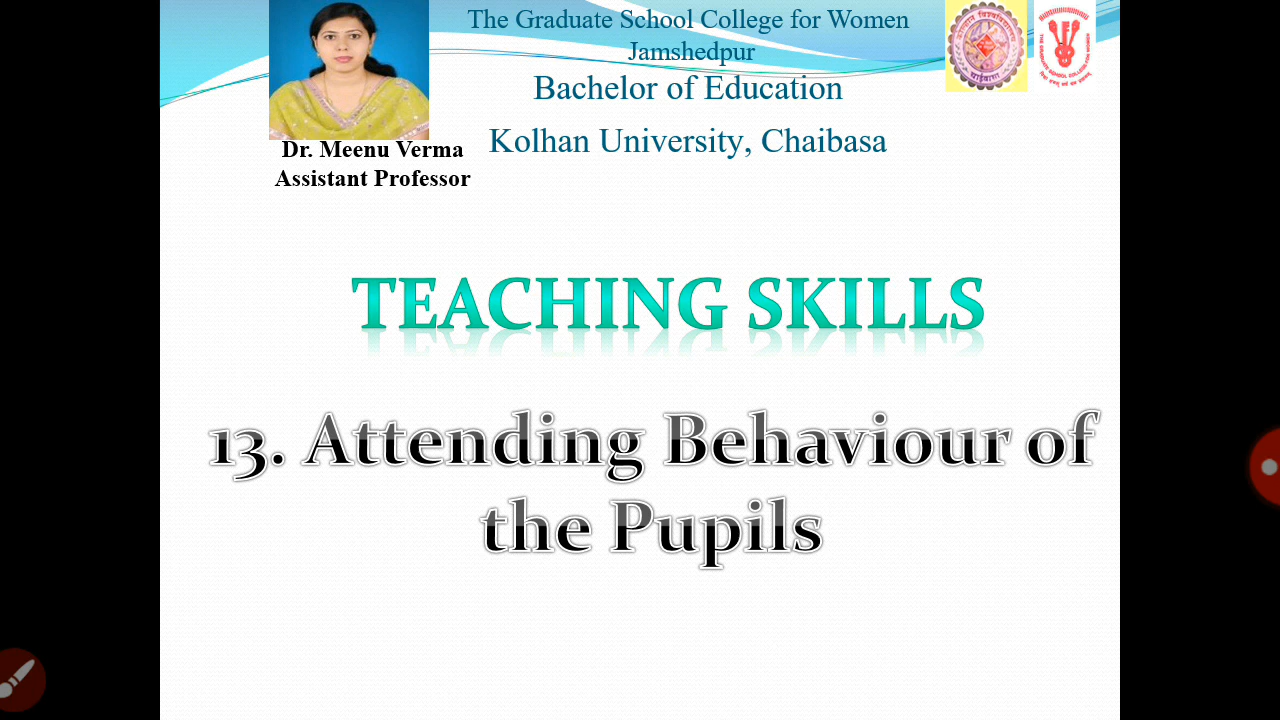 The Graduate School College for Women
Jamshedpur
Bachelor of Education
Kolhan University, Chaibasa
Dr. Meenu Verma
Assistant Professor
TEACHING SKILLS
13. Attending Behaviour of
the Pupils